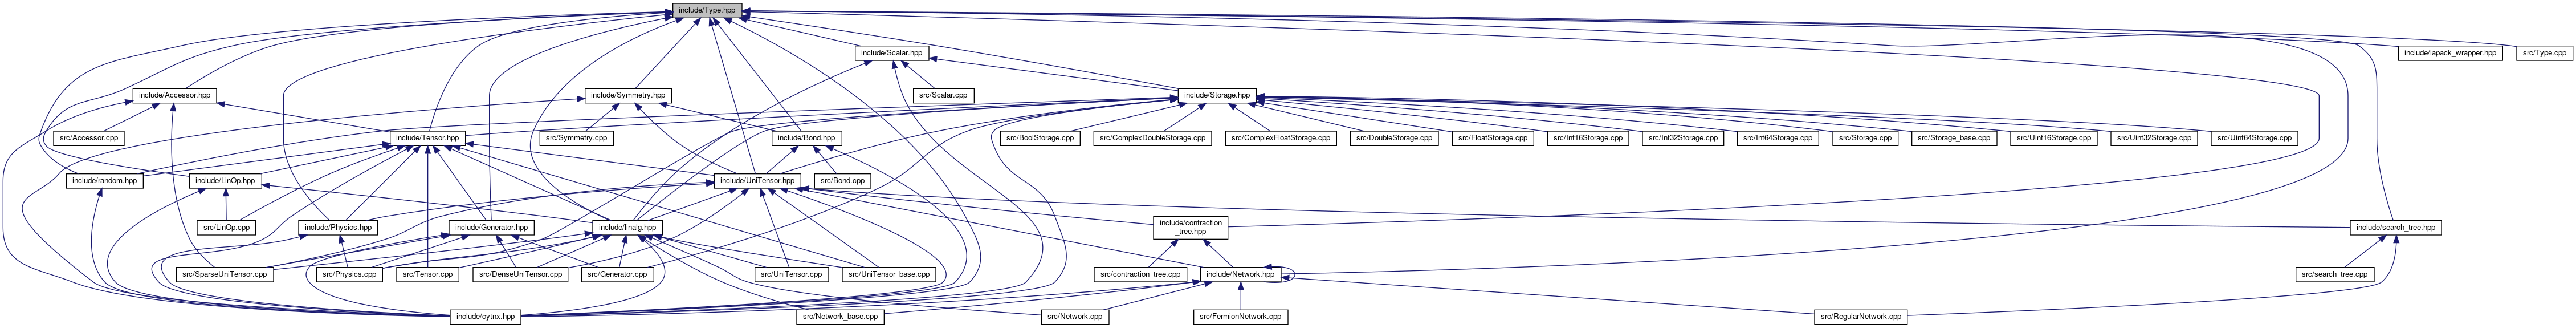 include/Type.hpp
include/Scalar.hpp
include/lapack_wrapper.hpp
src/Type.cpp
include/Accessor.hpp
include/Symmetry.hpp
src/Scalar.cpp
include/Storage.hpp
src/Accessor.cpp
include/Tensor.hpp
src/Symmetry.cpp
include/Bond.hpp
src/BoolStorage.cpp
src/ComplexDoubleStorage.cpp
src/ComplexFloatStorage.cpp
src/DoubleStorage.cpp
src/FloatStorage.cpp
src/Int16Storage.cpp
src/Int32Storage.cpp
src/Int64Storage.cpp
src/Storage.cpp
src/Storage_base.cpp
src/Uint16Storage.cpp
src/Uint32Storage.cpp
src/Uint64Storage.cpp
include/random.hpp
include/LinOp.hpp
include/UniTensor.hpp
src/Bond.cpp
src/LinOp.cpp
include/Physics.hpp
include/Generator.hpp
include/linalg.hpp
include/contraction
_tree.hpp
include/search_tree.hpp
src/SparseUniTensor.cpp
src/Physics.cpp
src/Tensor.cpp
src/DenseUniTensor.cpp
src/Generator.cpp
src/UniTensor.cpp
src/UniTensor_base.cpp
src/contraction_tree.cpp
include/Network.hpp
src/search_tree.cpp
include/cytnx.hpp
src/Network_base.cpp
src/Network.cpp
src/FermionNetwork.cpp
src/RegularNetwork.cpp